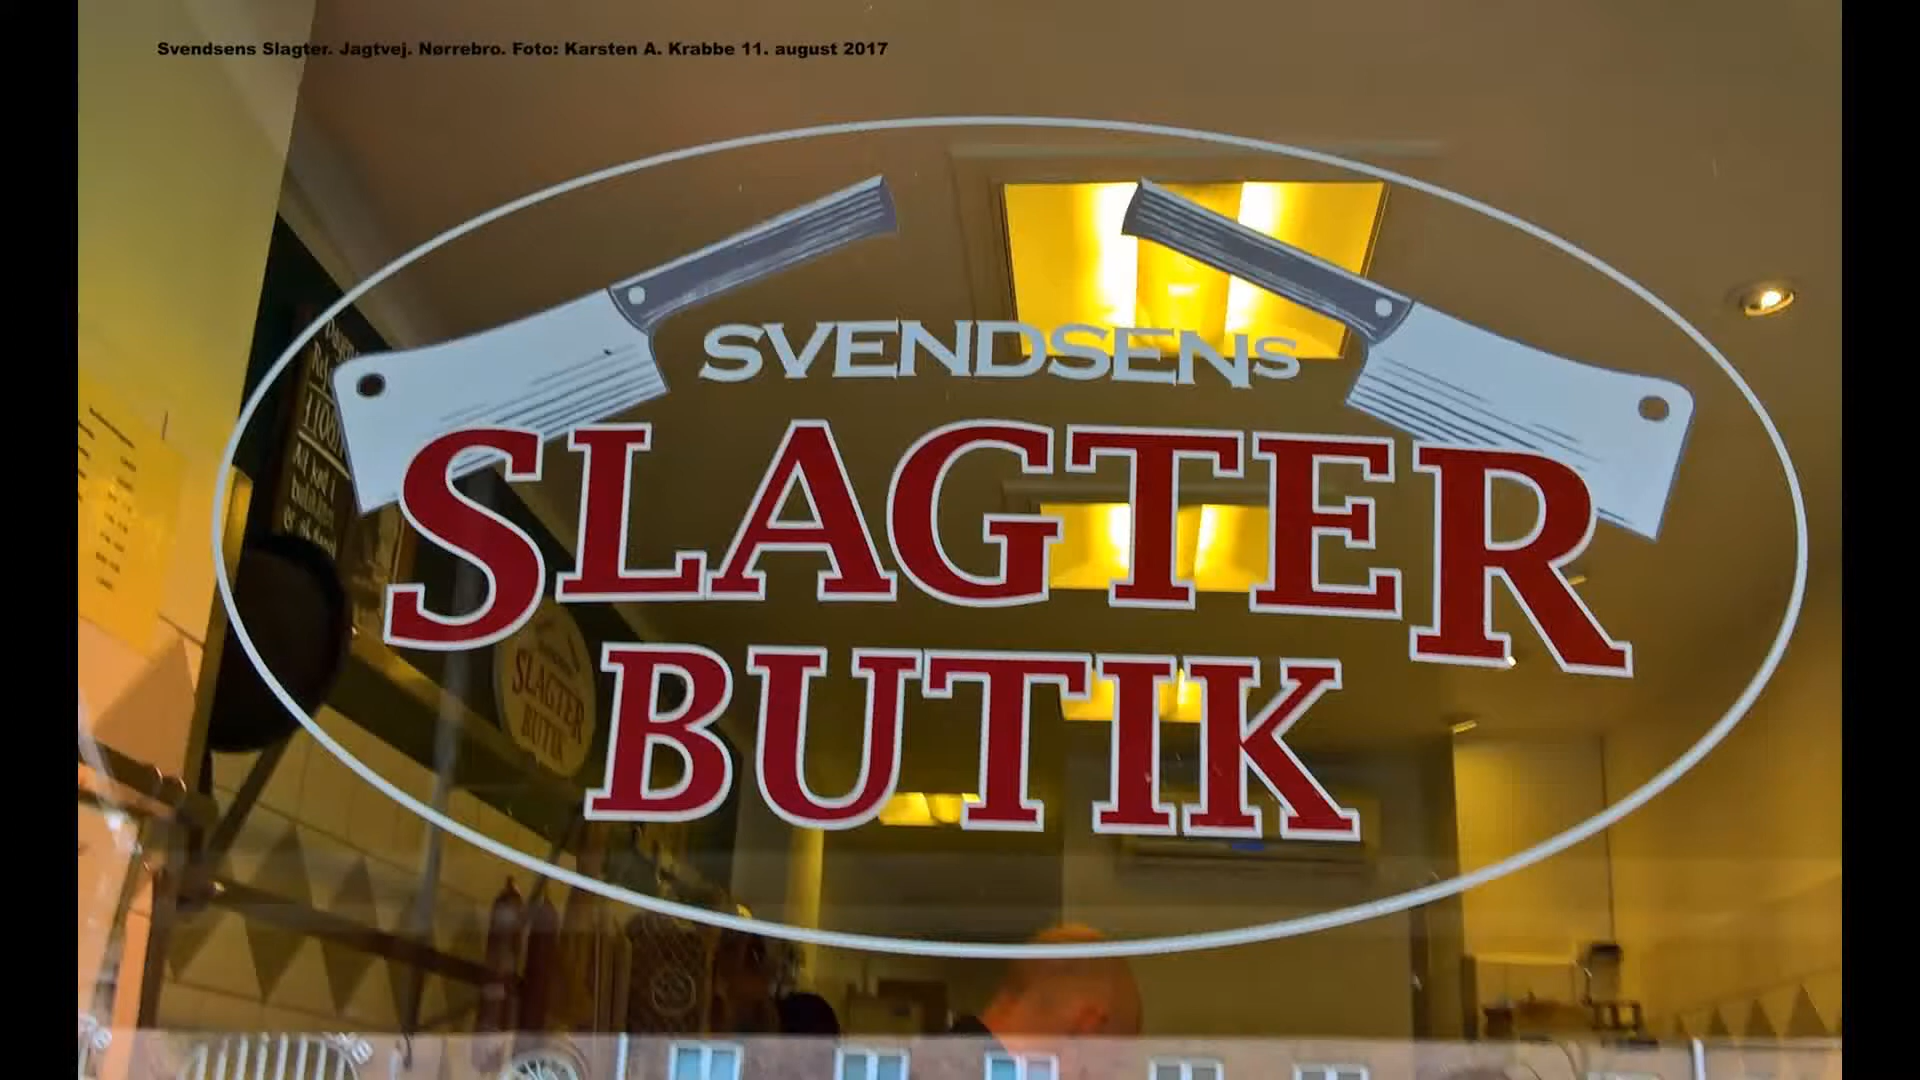 Svendsens Slagter. Jagtvej. Nørrebro. Foto: Karsten A. Krabbe 11. august 2017
SVENDSENS
SLAGTER
BUTIK
SLAGTER
BUTIK